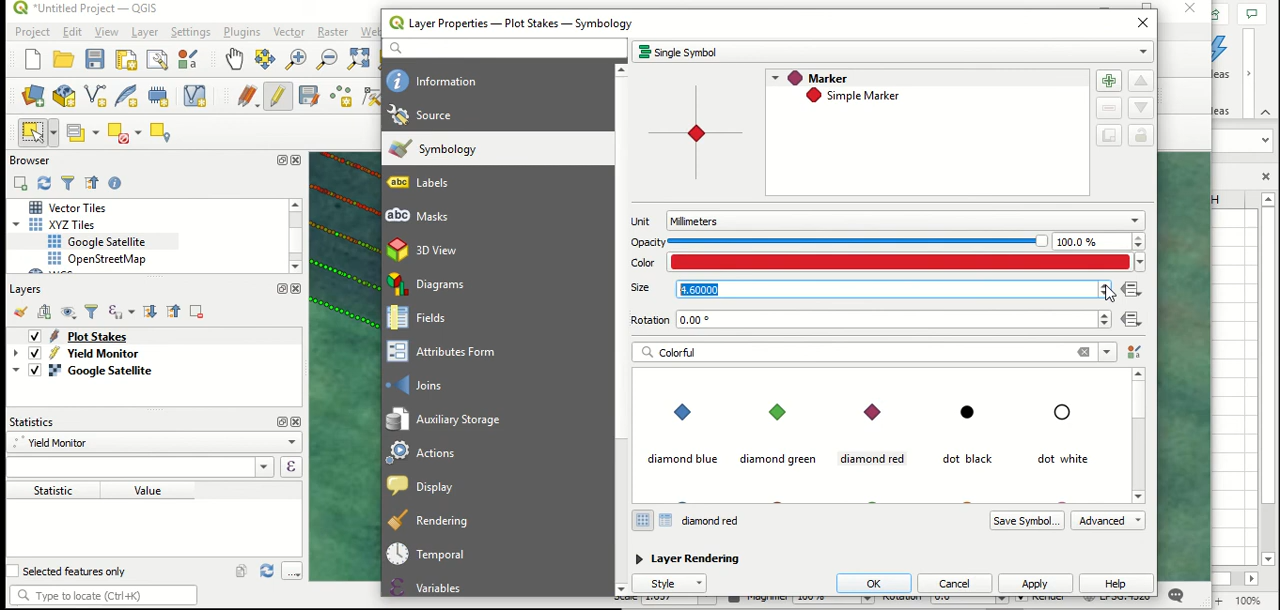 *Untitled Project — QGIS
Project Edit View Layer Settings Plugins Vector Raster
Browser
Vector Tiles
XYZ Tiles
Google Satellite
OpenStreetMap
Layers
Plot Stakes
Yield Monitor
Google Satellite
Statistics
Yield Monitor
ε
Statistic Value
Selected features only
Type to locate (Ctrl+K)
Layer Properties — Plot Stakes — Symbology
Information
Source
Symbology
abc Labels
abc Masks
3D View
Diagrams
Fields
Attributes Form
Joins
Auxiliary Storage
Actions
Display
Rendering
Temporal
Variables
Single Symbol
Marker
Simple Marker
Unit Millimeters
Opacity 100.0 %
Color
Size 4.60000
Rotation 0.00 °
Colorful
diamond blue diamond green diamond red dot black dot white
diamond red
Save Symbol... Advanced
Layer Rendering
Style OK Cancel Apply Help
eas
eas
H
100%